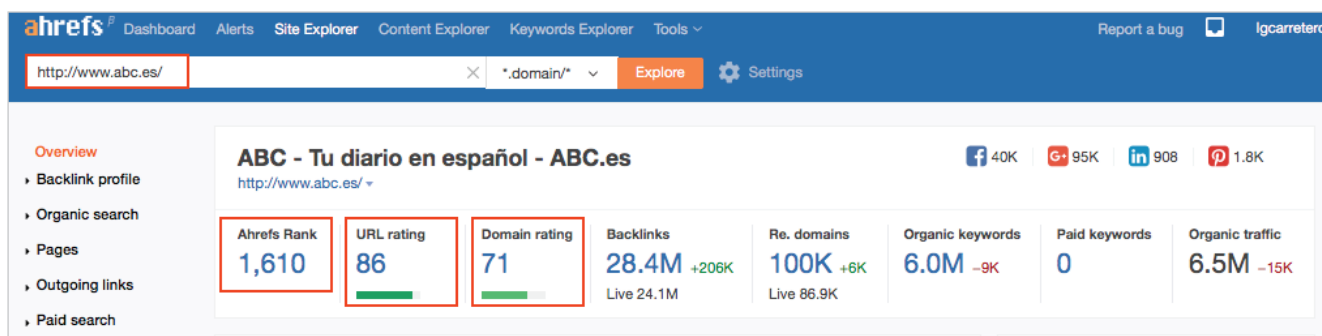 ahrefs β Dashboard Alerts Site Explorer Content Explorer Keywords Explorer Tools Report a bug lgcarretero
http://www.abc.es/ *.domain/* Explore Settings
Overview
Backlink profile
Organic search
Pages
Outgoing links
Paid search
ABC - Tu diario en español - ABC.es
http://www.abc.es/
40K G+ 95K in 908 1.8K
Ahrefs Rank URL rating Domain rating Backlinks Re. domains Organic keywords Paid keywords Organic traffic
1,610 86 71 28.4M +206K 100K +6K 6.0M -9K 0 6.5M -15K
Live 24.1M Live 86.9K